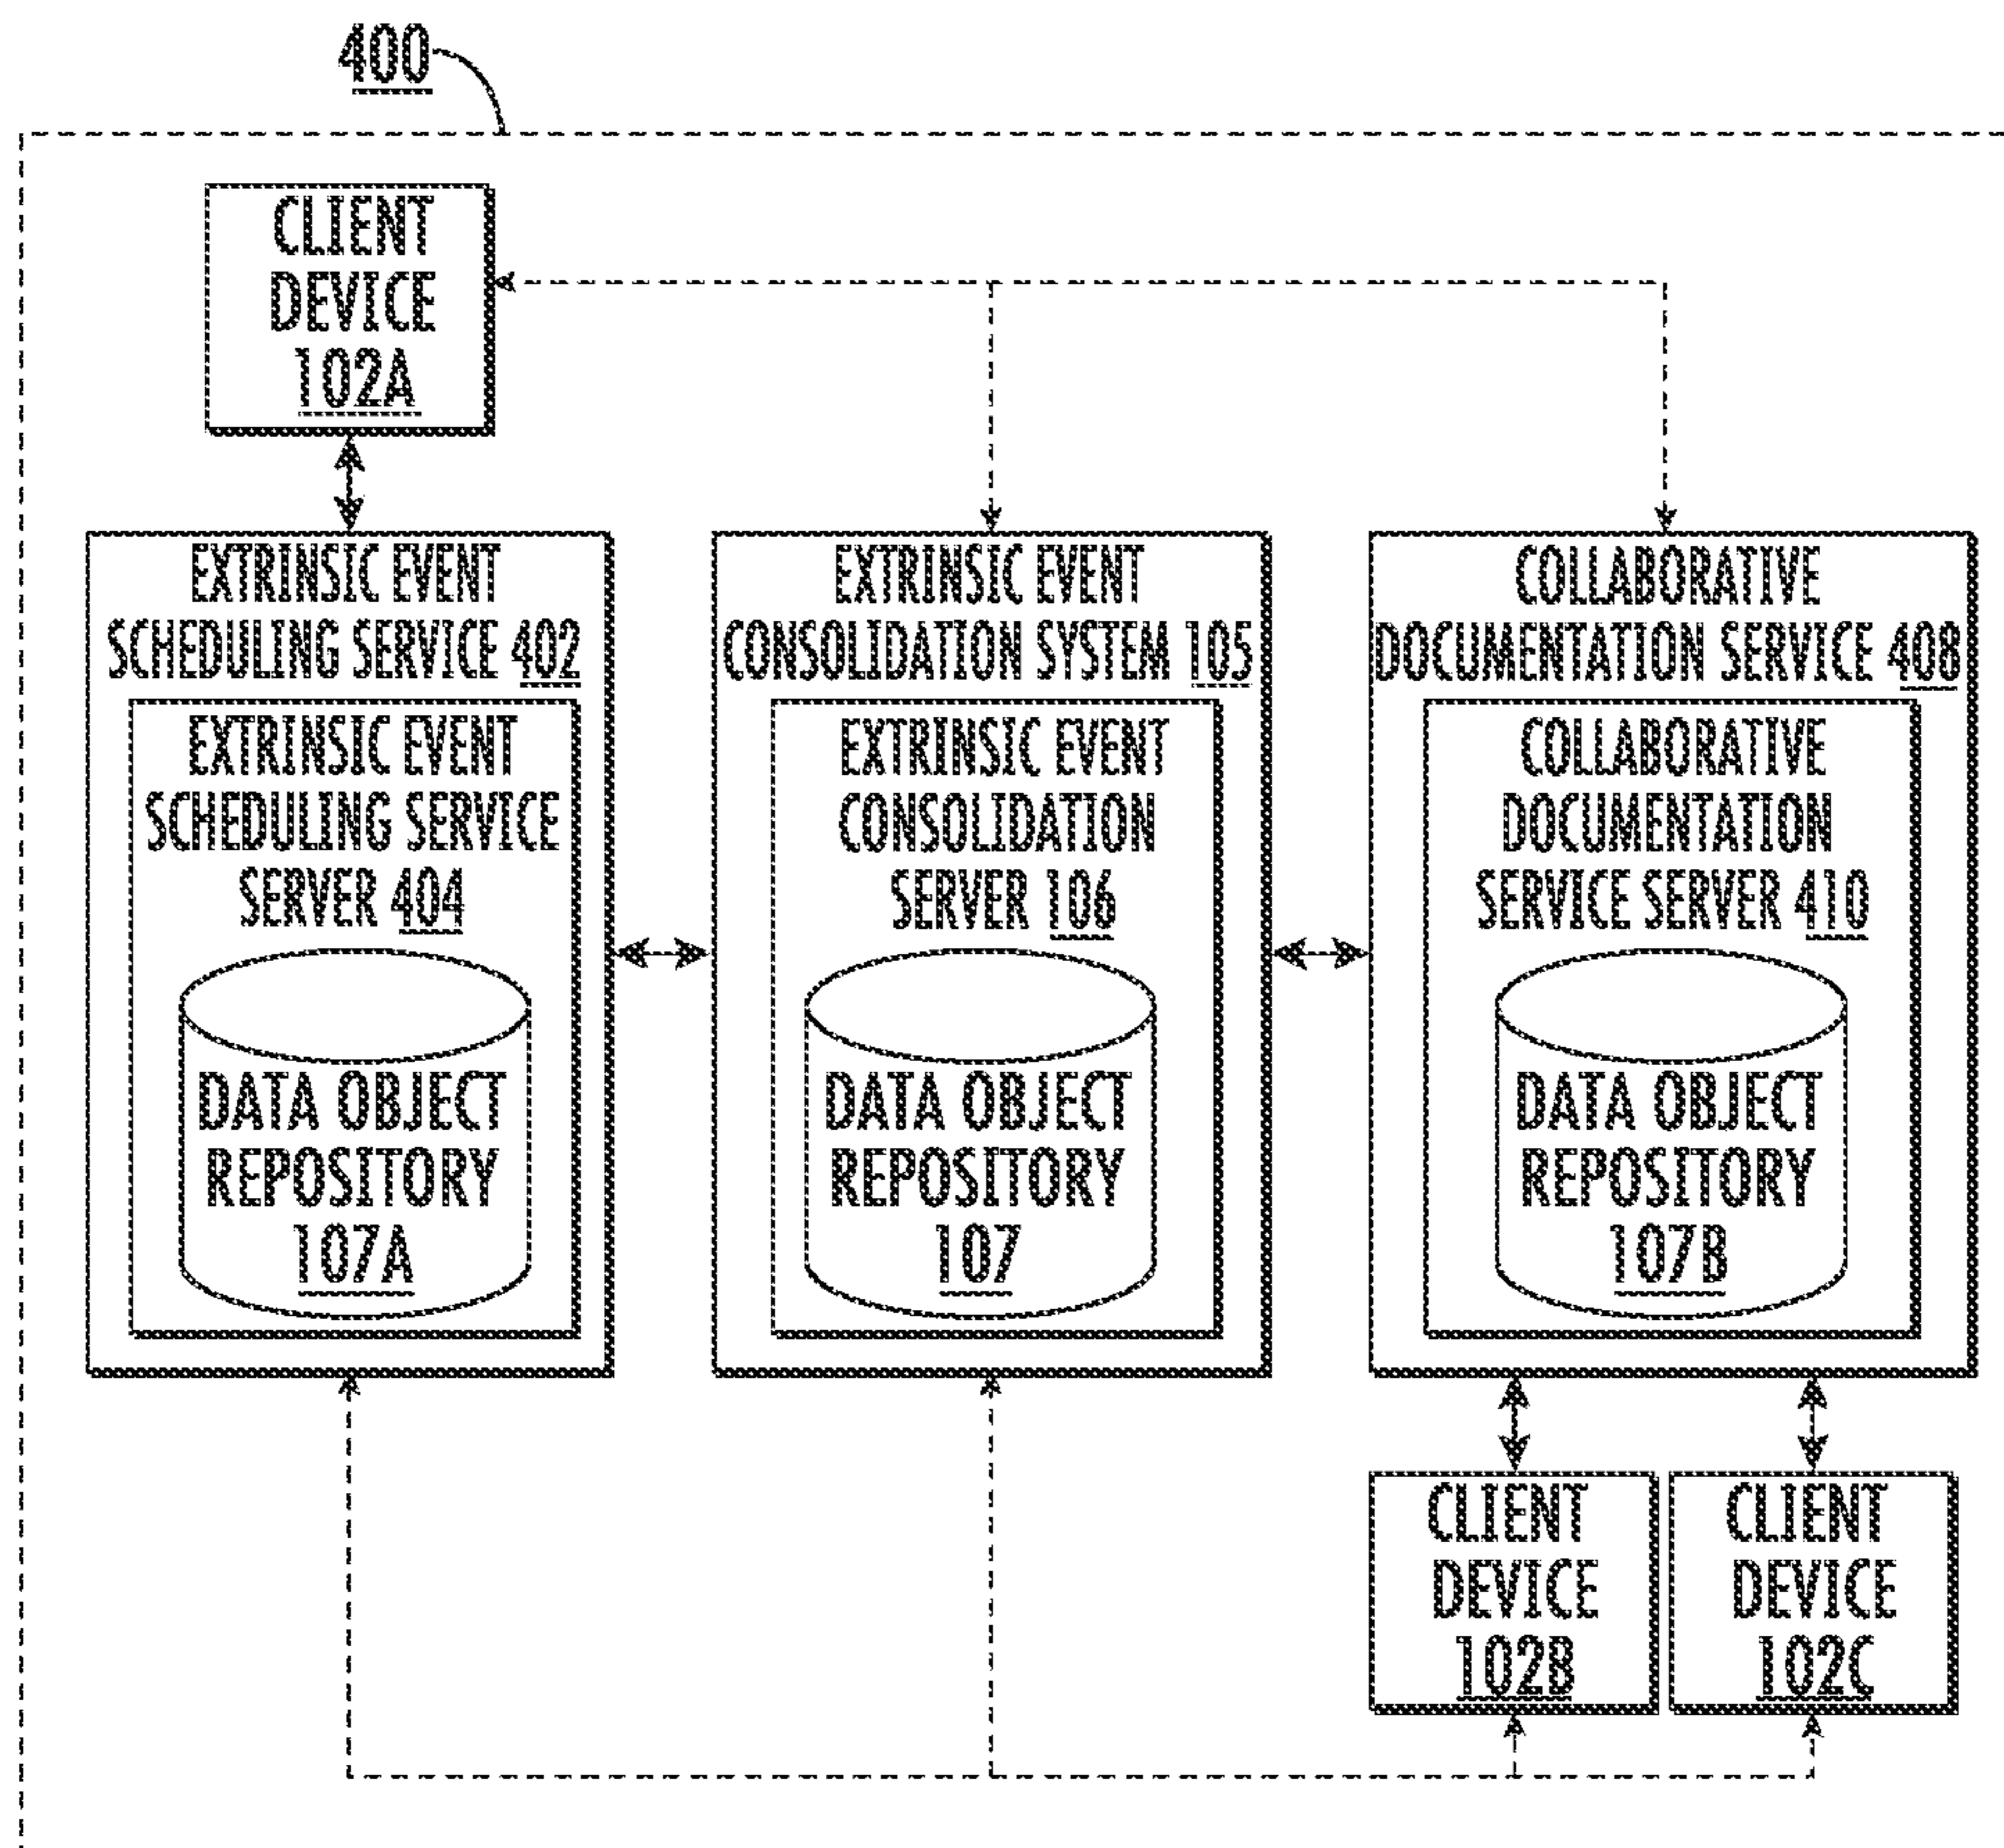 400
CLIENT
DEVICE
102A
EXTRINSIC EVENT
SCHEDULING SERVICE 402
EXTRINSIC EVENT
SCHEDULING SERVICE
SERVER 404
DATA OBJECT
REPOSITORY
107A
EXTRINSIC EVENT
CONSOLIDATION SYSTEM 105
EXTRINSIC EVENT
CONSOLIDATION
SERVER 106
DATA OBJECT
REPOSITORY
107
COLLABORATIVE
DOCUMENTATION SERVICE 408
COLLABORATIVE
DOCUMENTATION
SERVICE SERVER 410
DATA OBJECT
REPOSITORY
107B
CLIENT
DEVICE
102B
CLIENT
DEVICE
102C